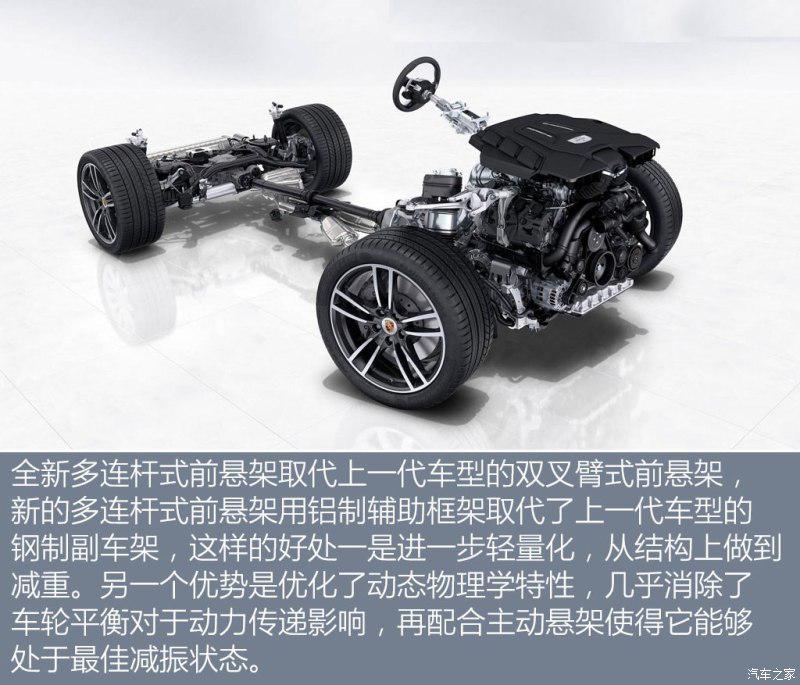 全新多连杆式前悬架取代上一代车型的双叉臂式前悬架，
新的多连杆式前悬架用铝制辅助框架取代了上一代车型的
钢制副车架，这样的好处一是进一步轻量化，从结构上做到
减重。另一个优势是优化了动态物理学特性，几乎消除了
车轮平衡对于动力传递影响，再配合主动悬架使得它能够
处于最佳减振状态。
汽车之家